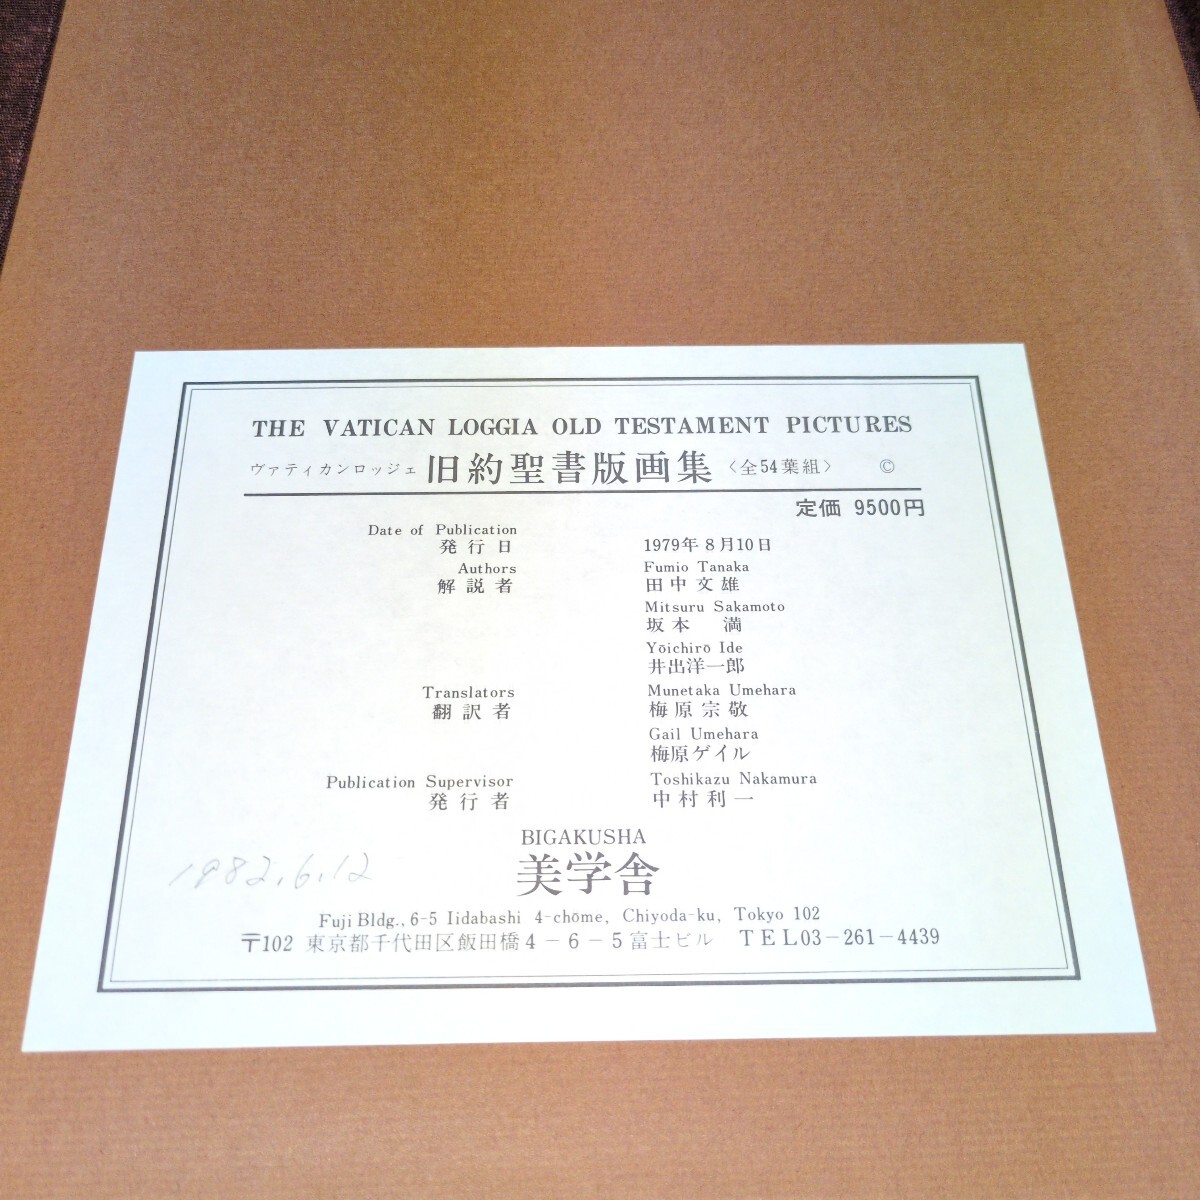 THE VATICAN LOGGIA OLD TESTAMENT PICTURES
ヴァティカンロッジェ 旧約聖書版画集 〈全54葉組〉 ©
定価 9500円
Date of Publication
発行日 1979年8月10日
Authors Fumio Tanaka
解説者 田中文雄
Mitsuru Sakamoto
坂本 満
Yōichirō Ide
井出洋一郎
Translators Munetaka Umehara
翻訳者 梅原宗敬
Gail Umehara
梅原ゲイル
Publication Supervisor Toshikazu Nakamura
発行者 中村利一
BIGAKUSHA
美学舎
1982.6.12
Fuji Bldg., 6-5 Iidabashi 4-chōme, Chiyoda-ku, Tokyo 102
〒102 東京都千代田区飯田橋4-6-5富士ビル TEL03-261-4439